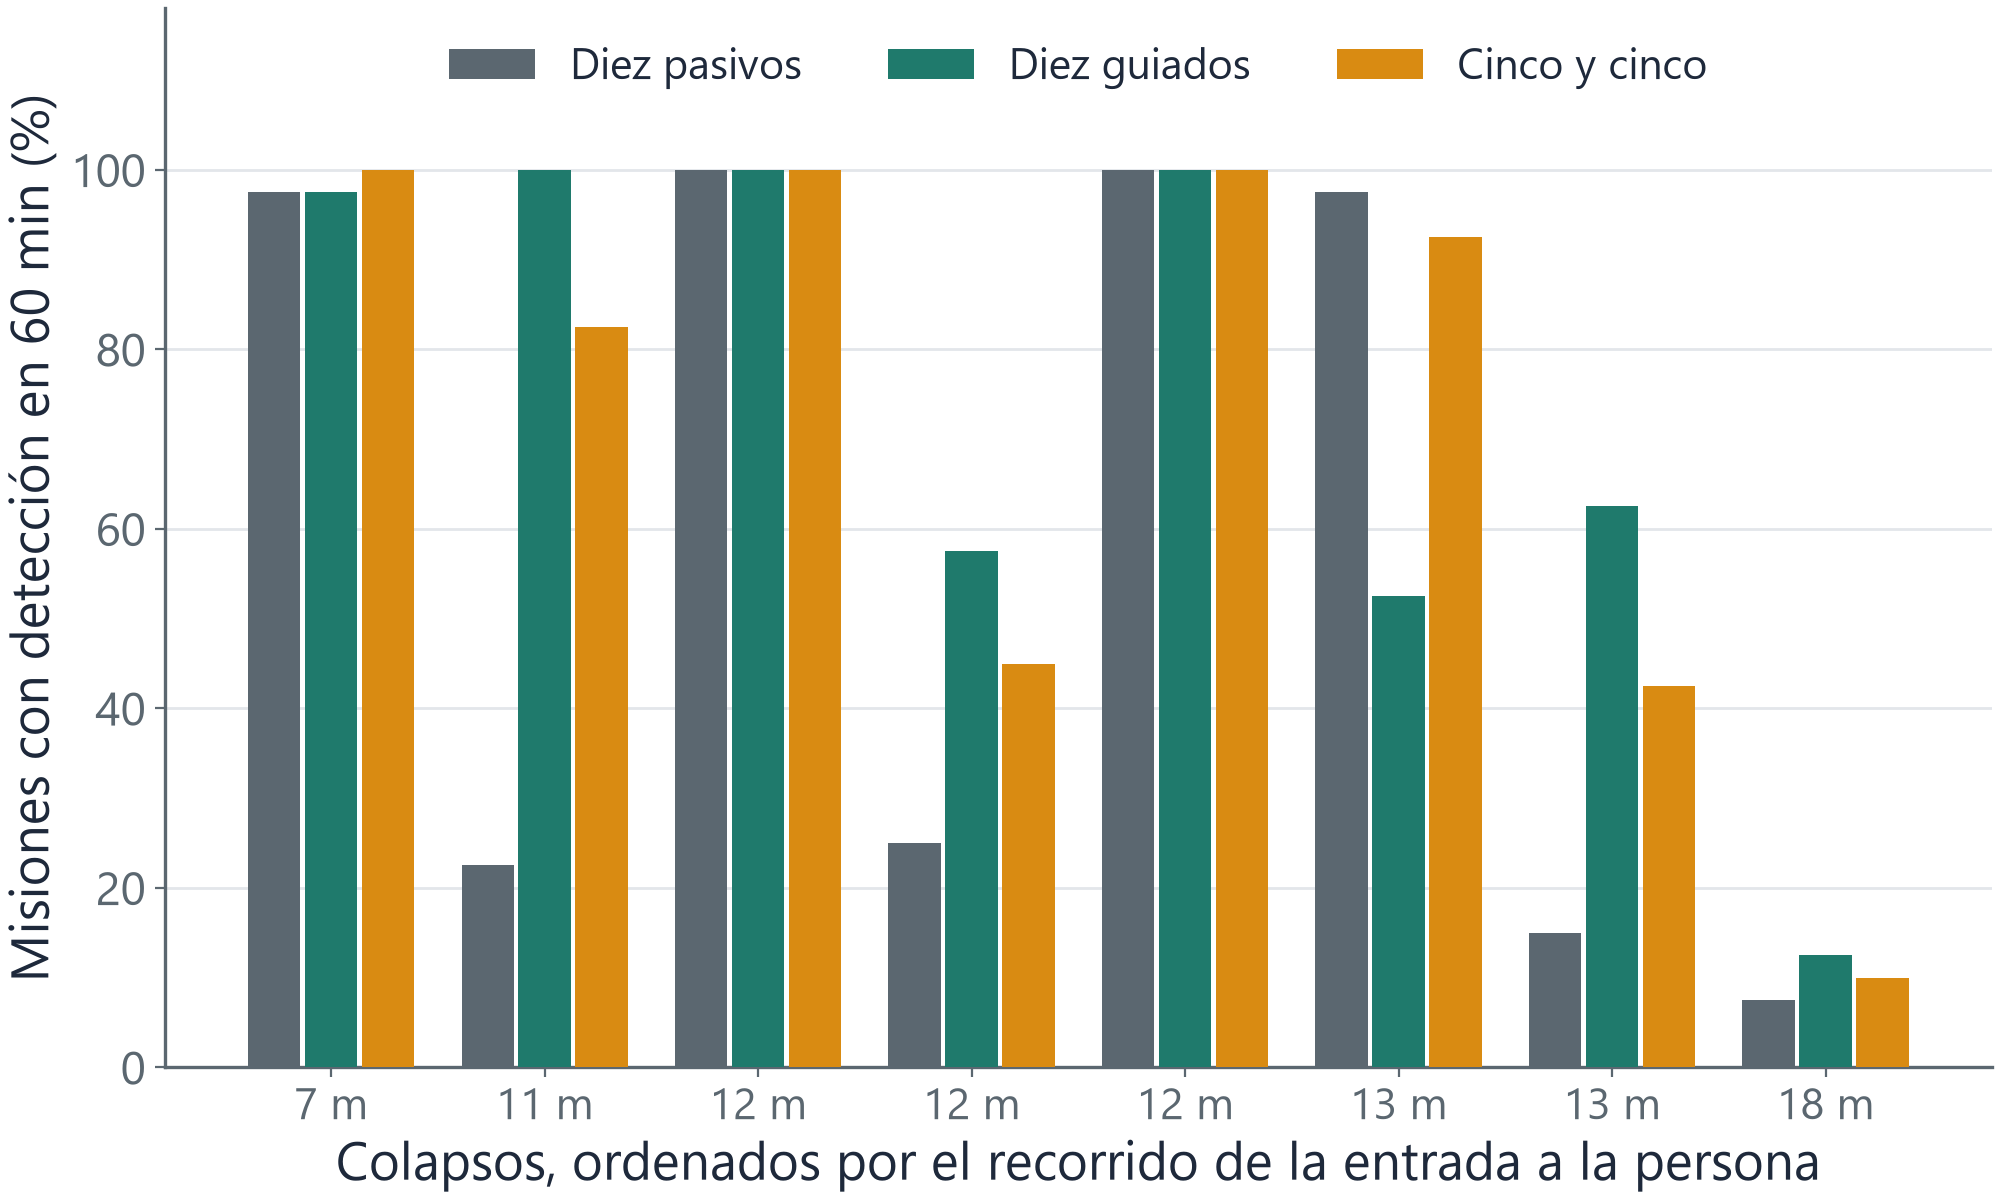 Diez pasivos
Diez guiados
Cinco y cinco
Misiones con detección en 60 min (%)
100
80
60
40
20
0
7 m
11 m
12 m
12 m
12 m
13 m
13 m
18 m
Colapsos, ordenados por el recorrido de la entrada a la persona